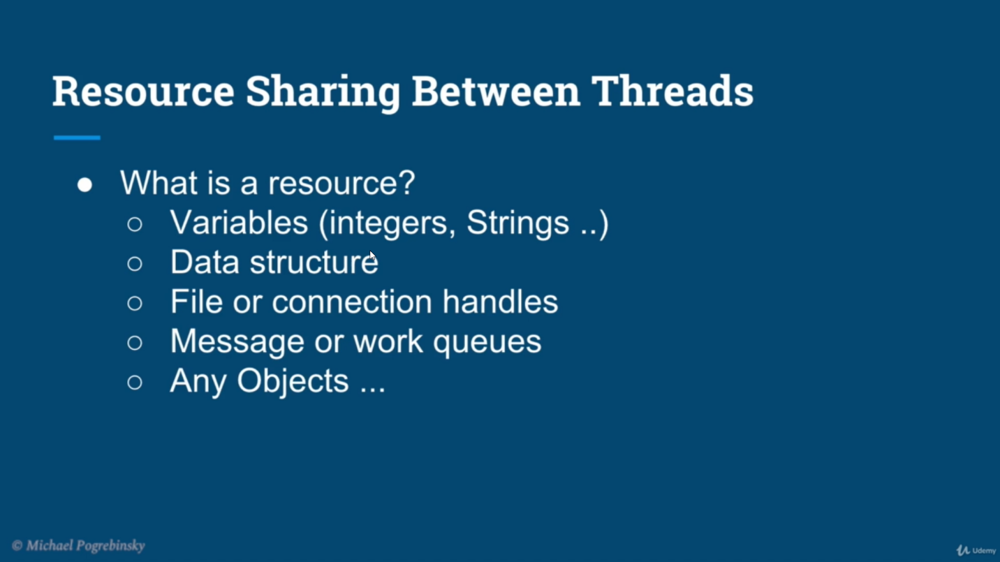 Resource Sharing Between Threads
● What is a resource?
○ Variables (integers, Strings ..)
○ Data structure
○ File or connection handles
○ Message or work queues
○ Any Objects ...
© Michael Pogrebinsky
Udemy